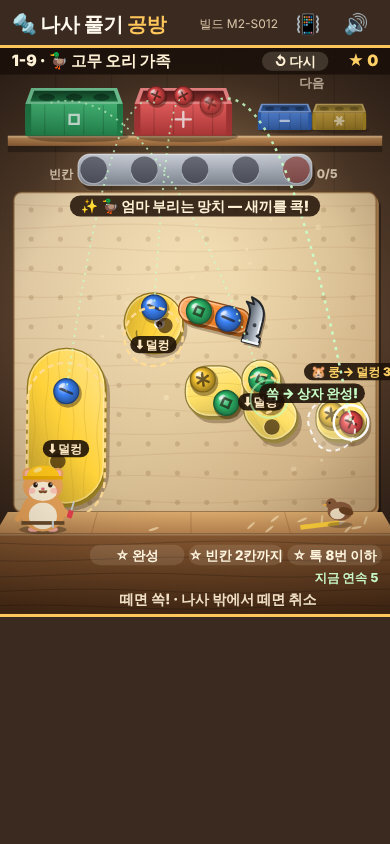 나사 풀기 공방
빌드 M2-S012
1-9 · 고무 오리 가족
다시
★ 0
다음
빈칸
0/5
엄마 부리는 망치 — 새끼를 콕!
덜컹
쿵 → 덜컹 3
쏙 → 상자 완성!
덜컹
☆ 완성
☆ 빈칸 2칸까지
☆ 톡 8번 이하
지금 연속 5
떼면 쏙! · 나사 밖에서 떼면 취소